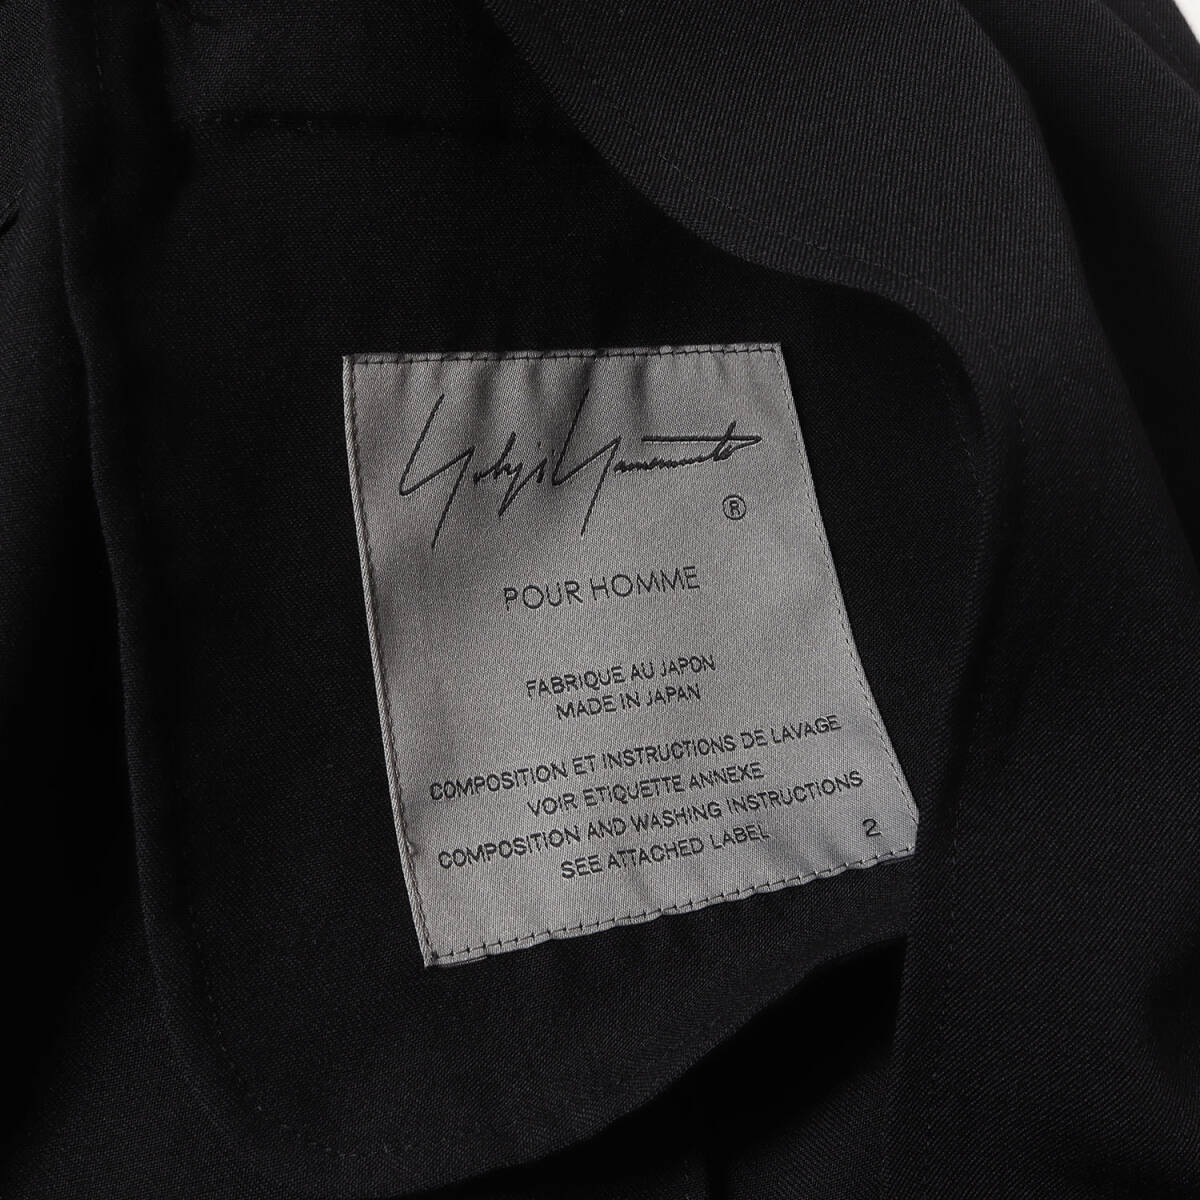 Yohji Yamamoto
®
POUR HOMME
FABRIQUE AU JAPON
MADE IN JAPAN
COMPOSITION ET INSTRUCTIONS DE LAVAGE
VOIR ETIQUETTE ANNEXE
COMPOSITION AND WASHING INSTRUCTIONS
SEE ATTACHED LABEL 2